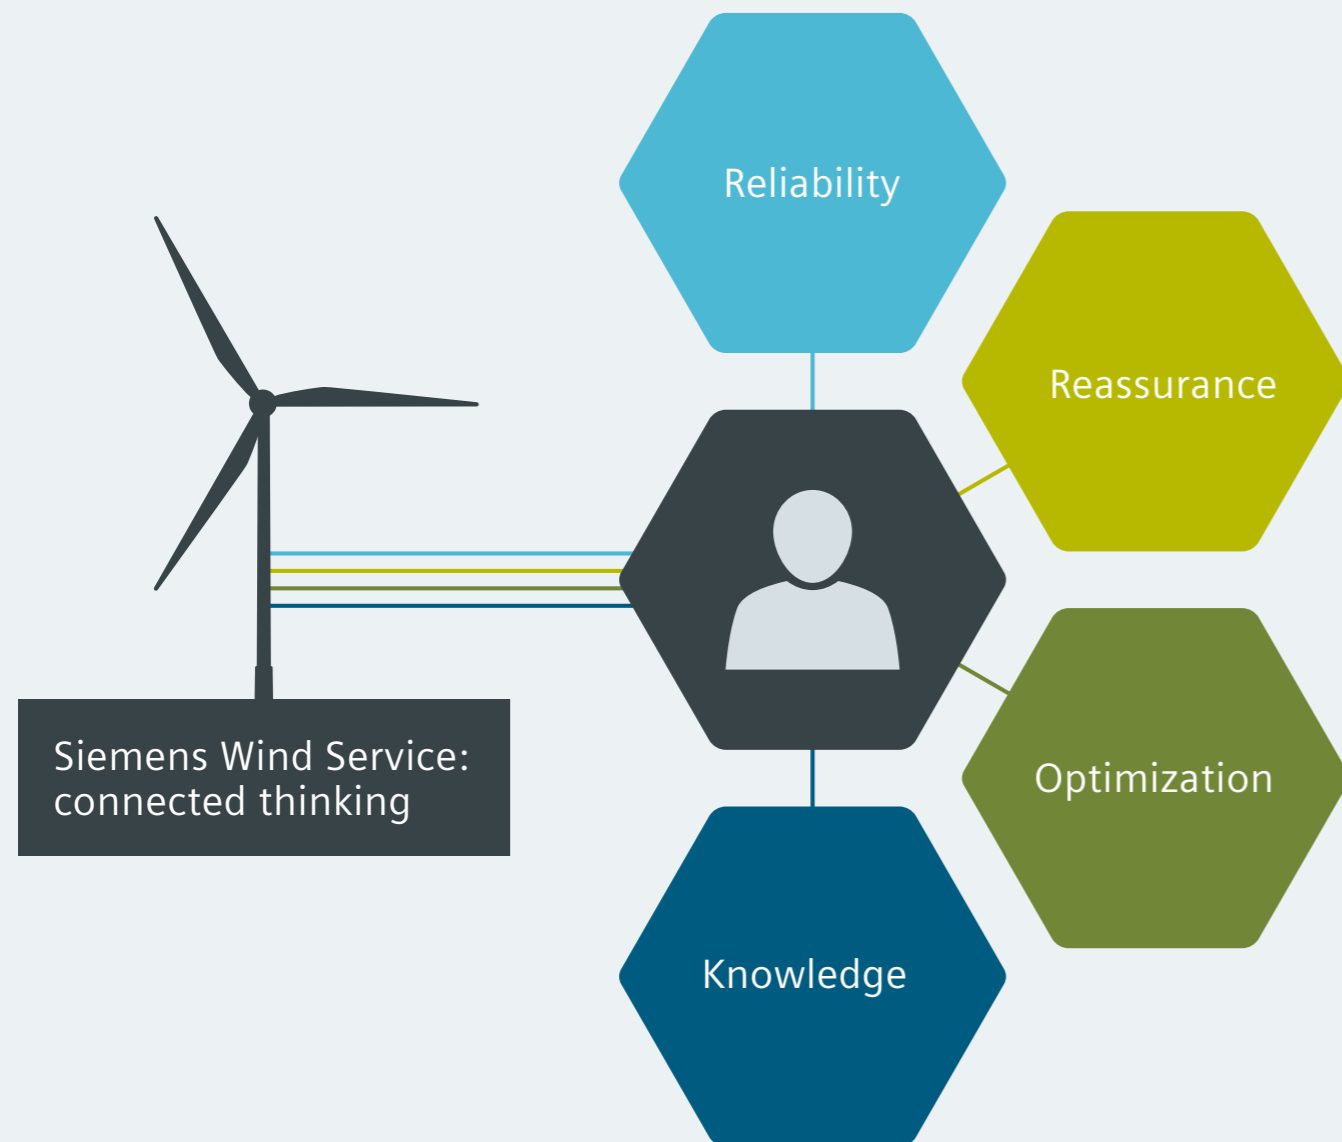 Reliability
Reassurance
Siemens Wind Service:
connected thinking
Optimization
Knowledge